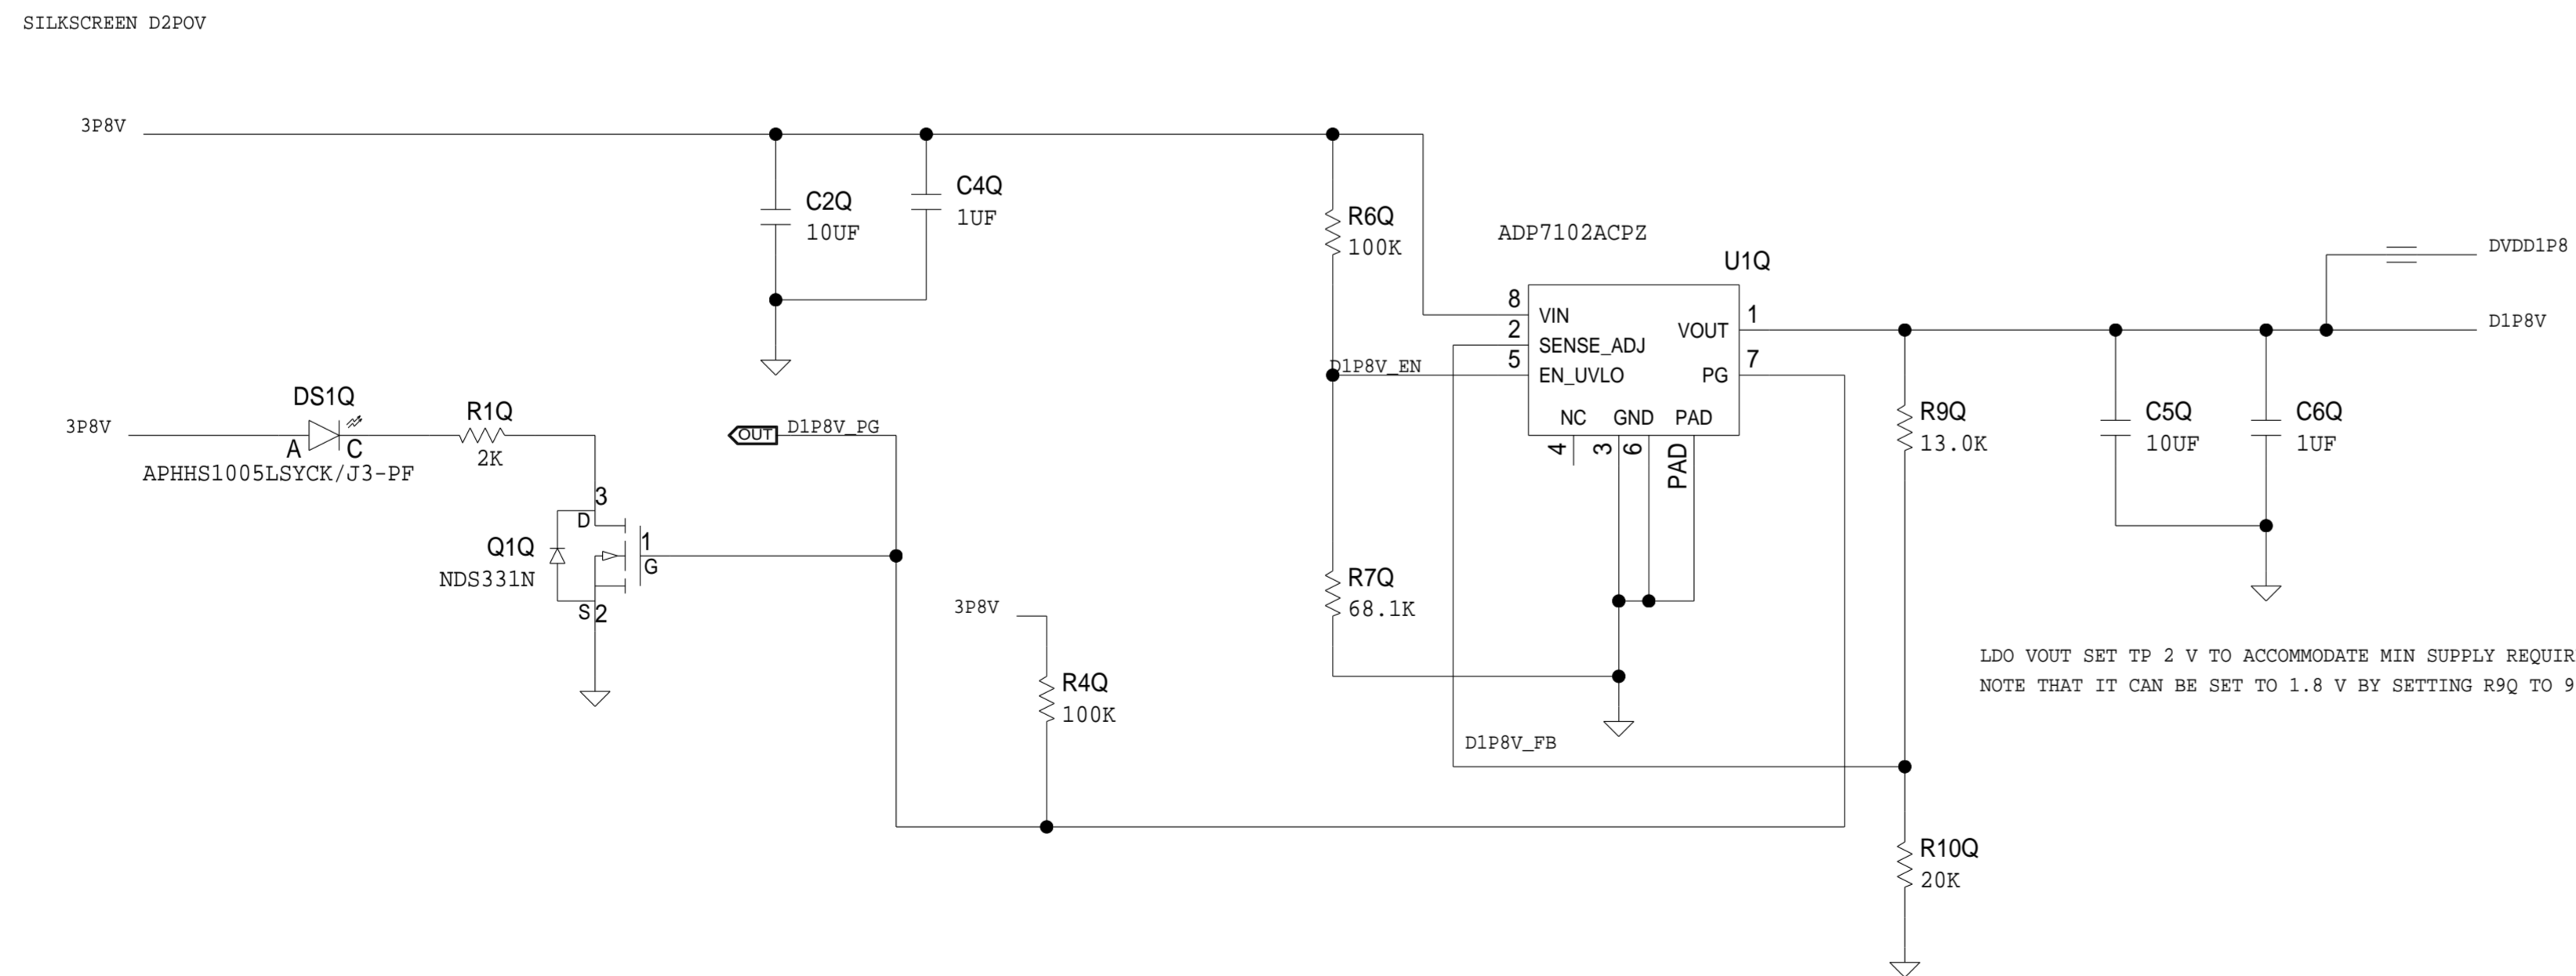 SILKSCREEN D2POV
3P8V
C2Q
10UF
C4Q
1UF
R6Q
100K
ADP7102ACPZ
U1Q
8
VIN
2
SENSE_ADJ
5
EN_UVLO
VOUT
1
PG
7
NC
GND
PAD
4
3
6
PAD
D1P8V_EN
DVDD1P8
D1P8V
3P8V
DS1Q
A
C
APHHS1005LSYCK/J3-PF
R1Q
2K
OUT
D1P8V_PG
3
D
Q1Q
NDS331N
1
G
S
2
R9Q
13.0K
C5Q
10UF
C6Q
1UF
R7Q
68.1K
3P8V
R4Q
100K
LDO VOUT SET TP 2 V TO ACCOMMODATE MIN SUPPLY REQUIR
NOTE THAT IT CAN BE SET TO 1.8 V BY SETTING R9Q TO 9
D1P8V_FB
R10Q
20K